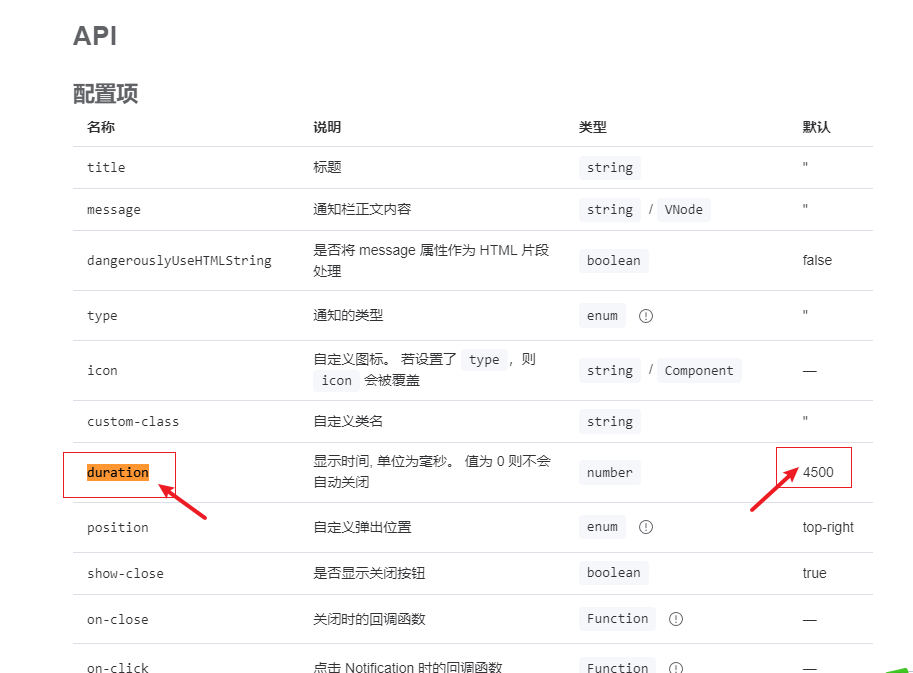 API
配置项
名称 说明 类型 默认
title 标题 string ''
message 通知栏正文内容 string / VNode ''
dangerouslyUseHTMLString 是否将 message 属性作为 HTML 片段
处理 boolean false
type 通知的类型 enum ''
icon 自定义图标。 若设置了 type ，则
icon 会被覆盖 string / Component —
custom-class 自定义类名 string ''
duration 显示时间, 单位为毫秒。 值为 0 则不会
自动关闭 number 4500
position 自定义弹出位置 enum top-right
show-close 是否显示关闭按钮 boolean true
on-close 关闭时的回调函数 Function —
on-click 点击 Notification 时的回调函数 Function —